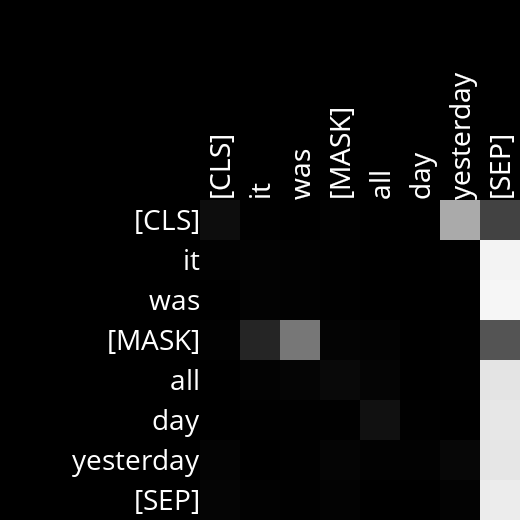 [CLS]
it
was
[MASK]
all
day
yesterday
[SEP]
[CLS]
it
was
[MASK]
all
day
yesterday
[SEP]